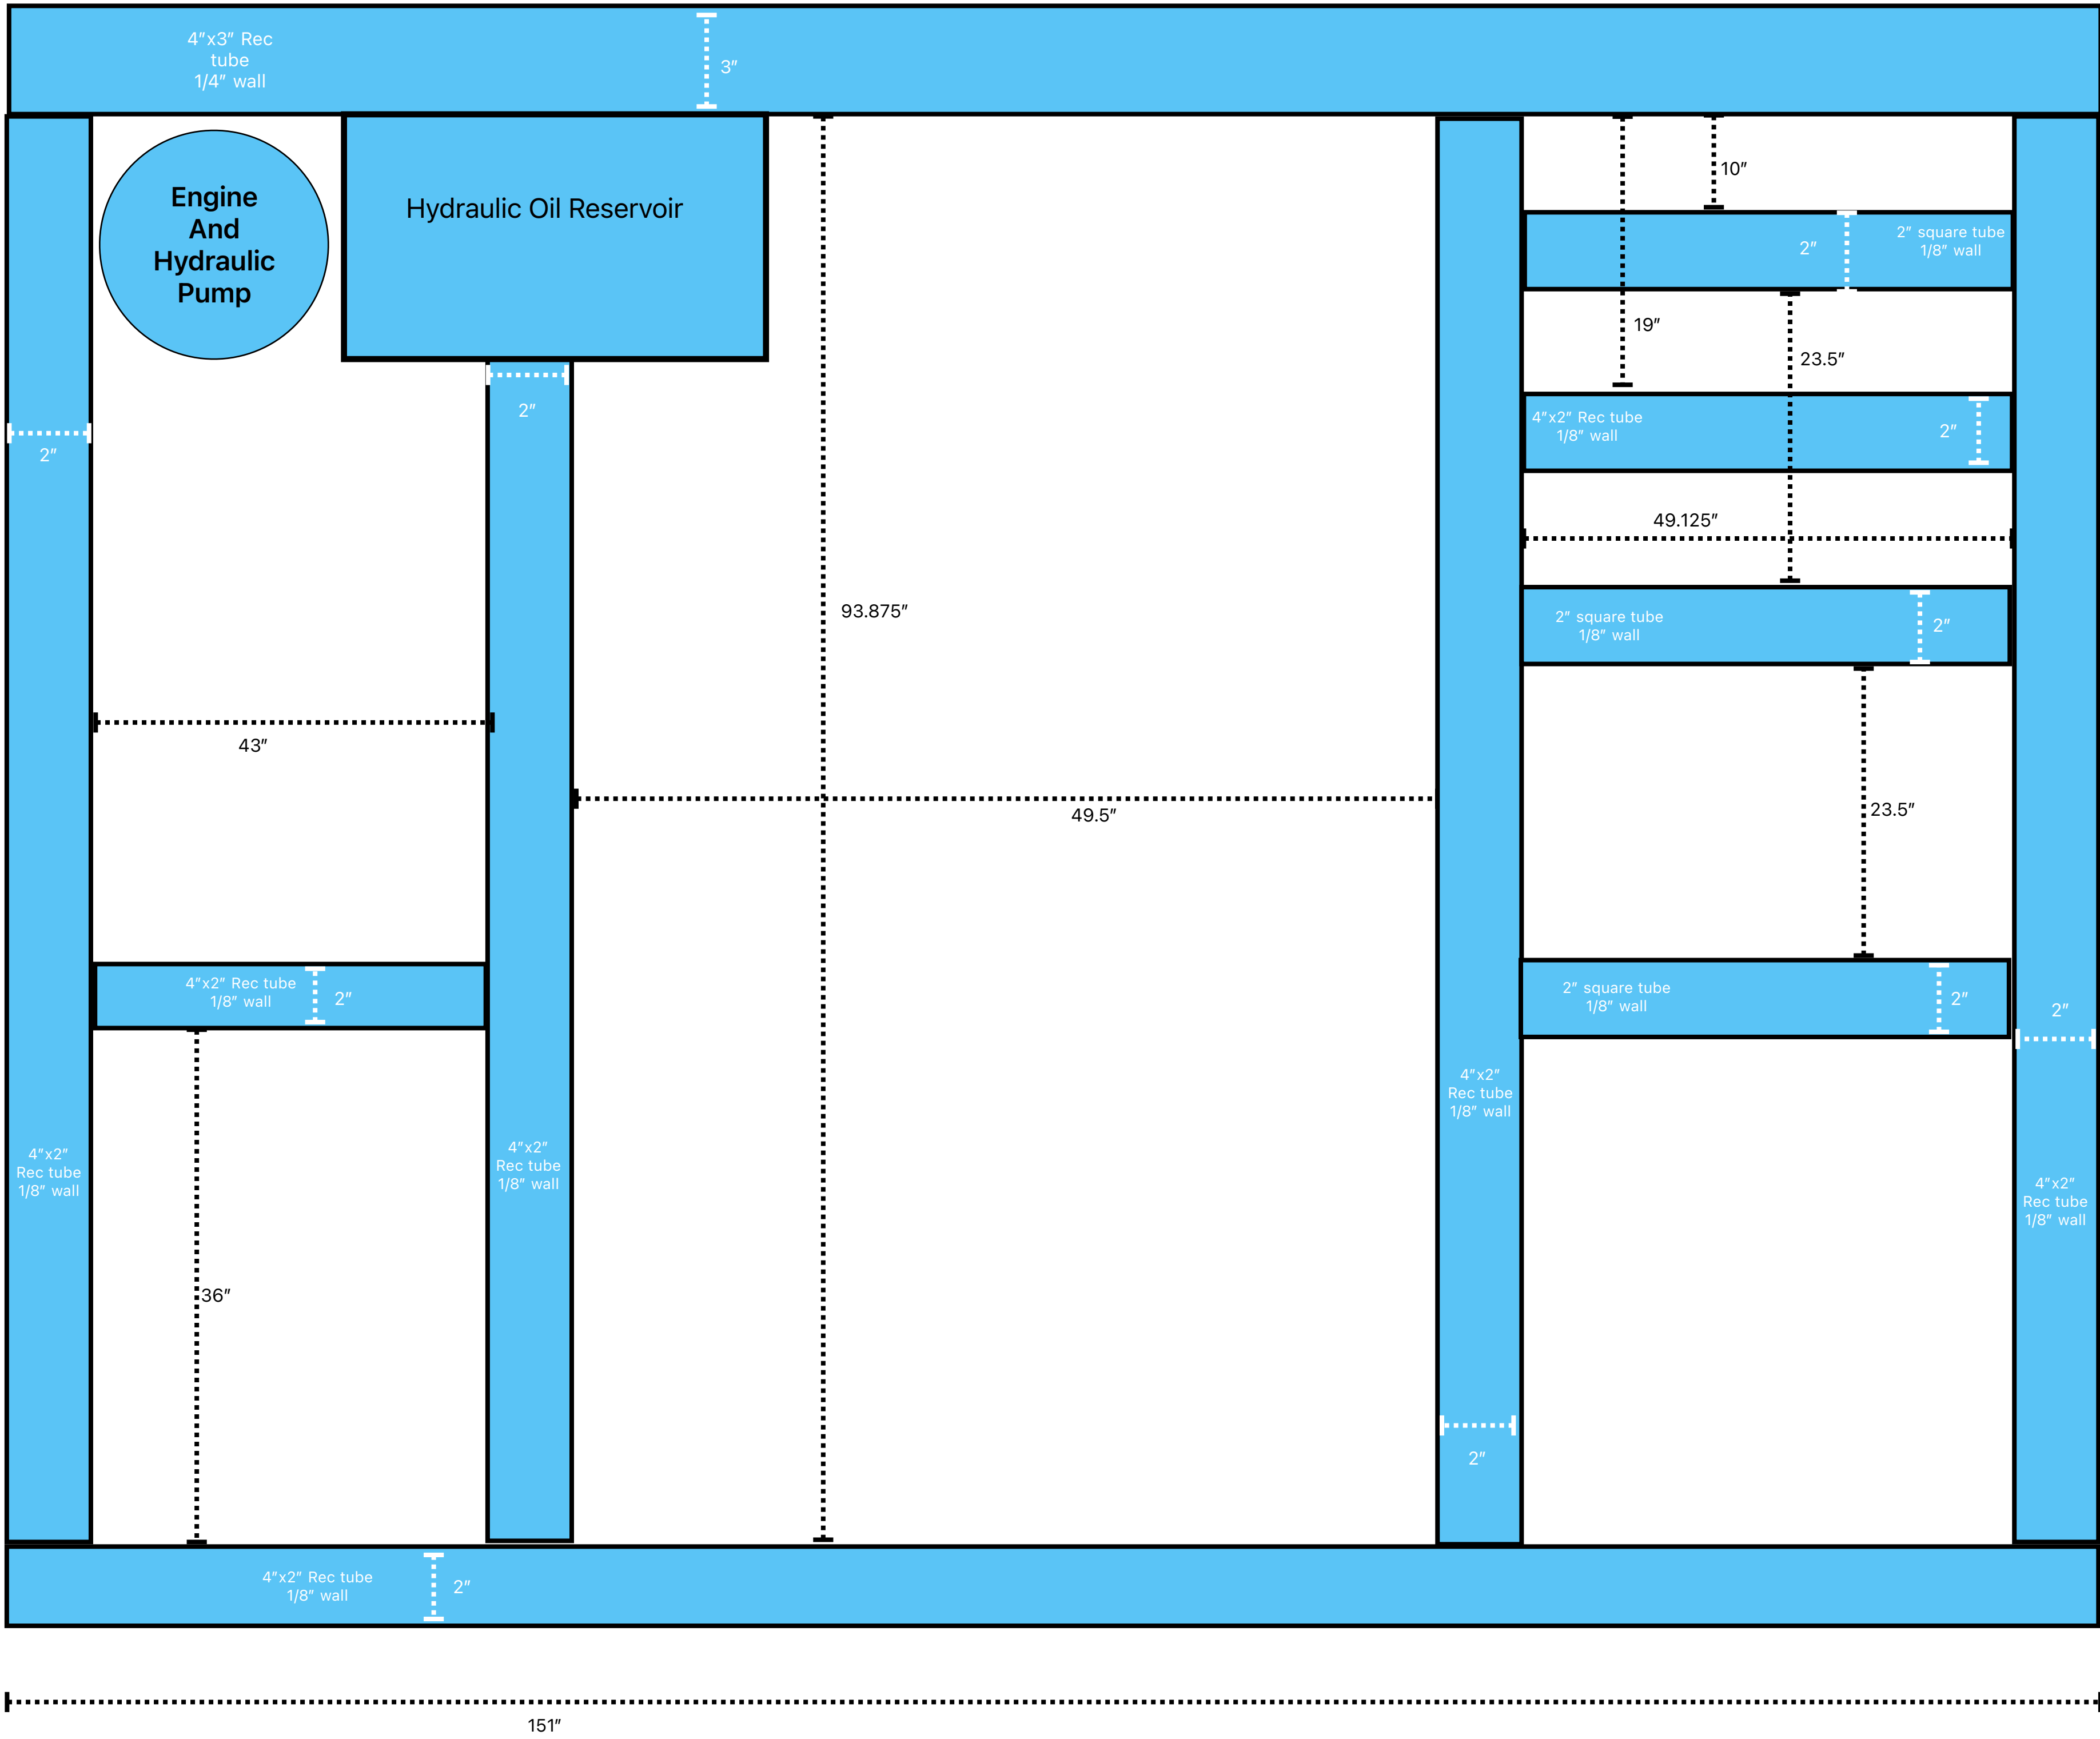 4”x3” Rec
tube
1/4” wall
3”
Engine
And
Hydraulic
Pump
Hydraulic Oil Reservoir
10”
2”
2” square tube
1/8” wall
19”
23.5”
2”
2”
4”x2” Rec tube
1/8” wall
2”
49.125”
93.875”
2” square tube
1/8” wall
2”
43”
49.5”
23.5”
4”x2” Rec tube
1/8” wall
2”
2” square tube
1/8” wall
2”
2”
4”x2”
Rec tube
1/8” wall
4”x2”
Rec tube
1/8” wall
4”x2”
Rec tube
1/8” wall
4”x2”
Rec tube
1/8” wall
36”
2”
4”x2” Rec tube
1/8” wall
2”
151”